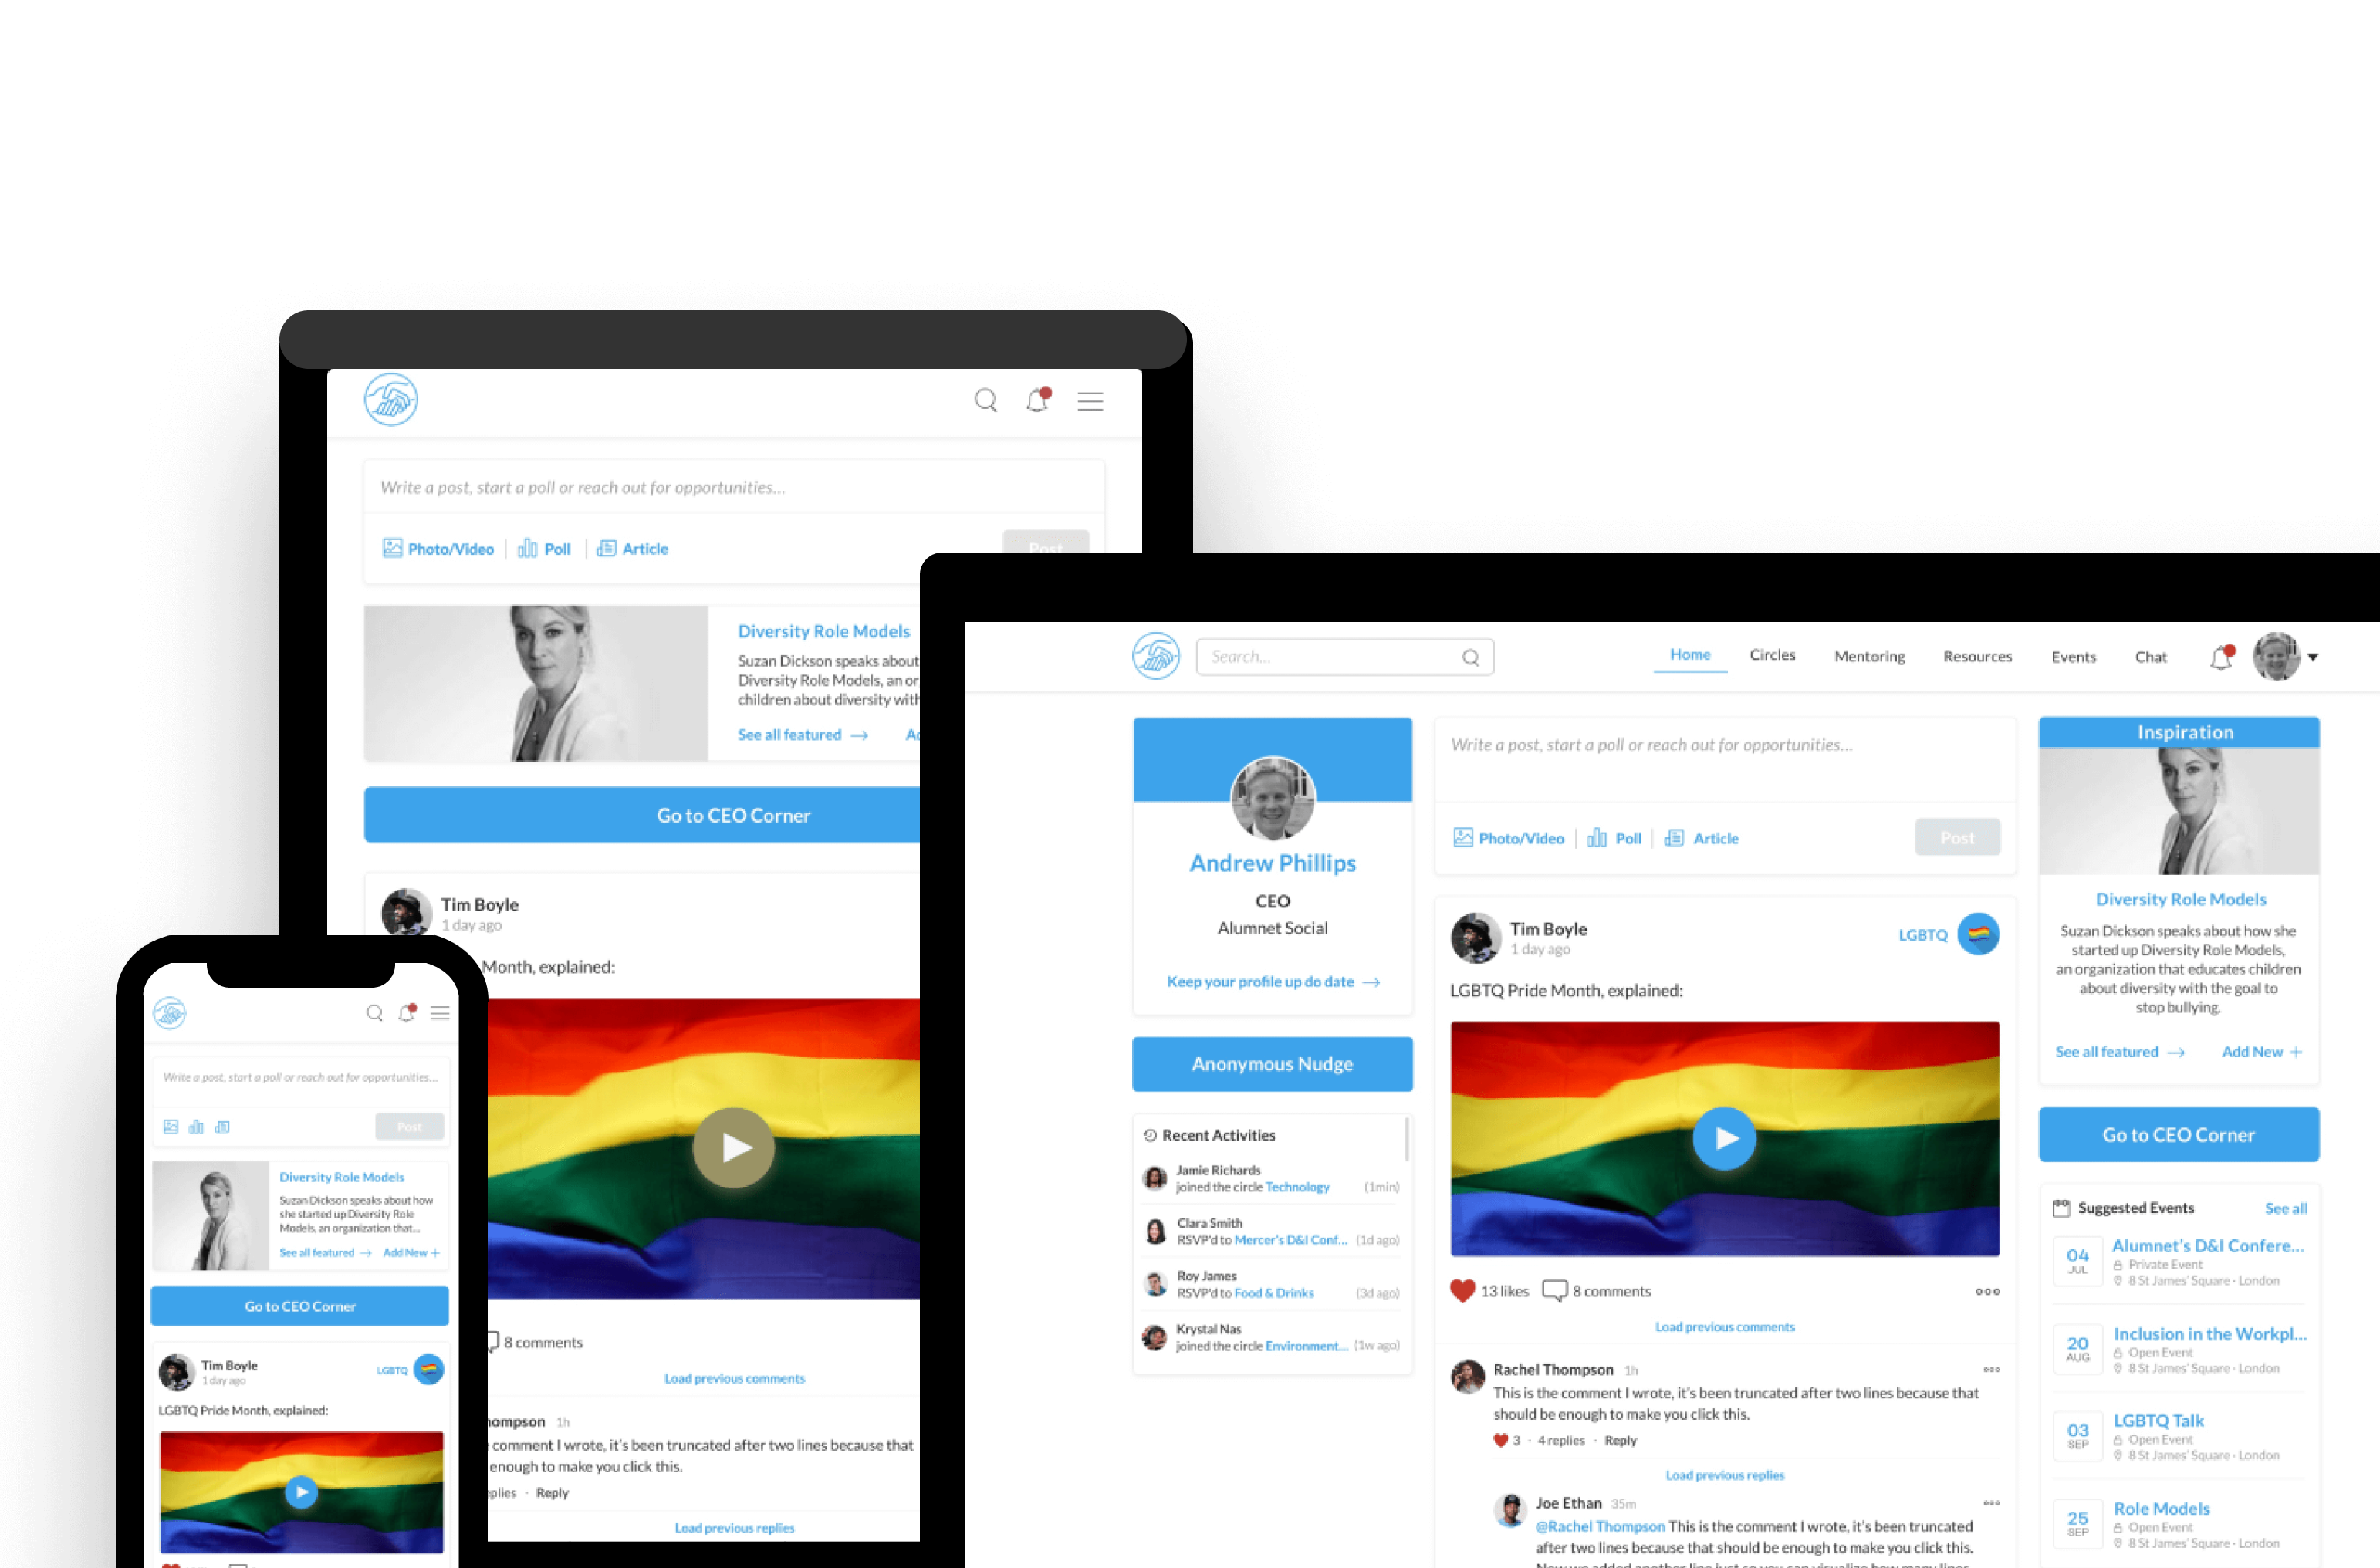 Write a post, start a poll or reach out for opportunities...
Photo/Video
Poll
Article
Post
Diversity Role Models
Suzan Dickson speaks about
Diversity Role Models, an or
children about diversity with
See all featured
Go to CEO Corner
Tim Boyle
1 day ago
Month, explained:
8 comments
Load previous comments
hompson 1h
comment I wrote, it's been truncated after two lines because that
enough to make you click this.
eplies · Reply
Load previous replies
Write a post, start a poll or reach out for opportunities...
Post
Diversity Role Models
Suzan Dickson speaks about how
she started up Diversity Role
Models, an organization that...
See all featured
Add New
Go to CEO Corner
Tim Boyle
1 day ago
LGBTQ
LGBTQ Pride Month, explained:
Search...
Home
Circles
Mentoring
Resources
Events
Chat
Andrew Phillips
CEO
Alumnet Social
Keep your profile up do date
Anonymous Nudge
Recent Activities
Jamie Richards
joined the circle Technology (1min)
Clara Smith
RSVP'd to Mercer's D&I Conf... (1d ago)
Roy James
RSVP'd to Food & Drinks (3d ago)
Krystal Nas
joined the circle Environment... (1w ago)
Write a post, start a poll or reach out for opportunities...
Photo/Video
Poll
Article
Post
Tim Boyle
1 day ago
LGBTQ
LGBTQ Pride Month, explained:
13 likes
8 comments
Load previous comments
Rachel Thompson 1h
This is the comment I wrote, it's been truncated after two lines because that
should be enough to make you click this.
3 · 4 replies · Reply
Load previous replies
Joe Ethan 35m
@Rachel Thompson This is the comment I wrote, it's been truncated
after two lines because that should be enough to make you click this.
Now we added another line just so you can visualize how many lines
Inspiration
Diversity Role Models
Suzan Dickson speaks about how she
started up Diversity Role Models,
an organization that educates children
about diversity with the goal to
stop bullying.
See all featured
Add New
Go to CEO Corner
Suggested Events
See all
04
JUL
Alumnet's D&I Confere...
Private Event
8 St James' Square · London
20
AUG
Inclusion in the Workpl...
Open Event
8 St James' Square · London
03
SEP
LGBTQ Talk
Open Event
8 St James' Square · London
25
SEP
Role Models
Open Event
8 St James' Square · London